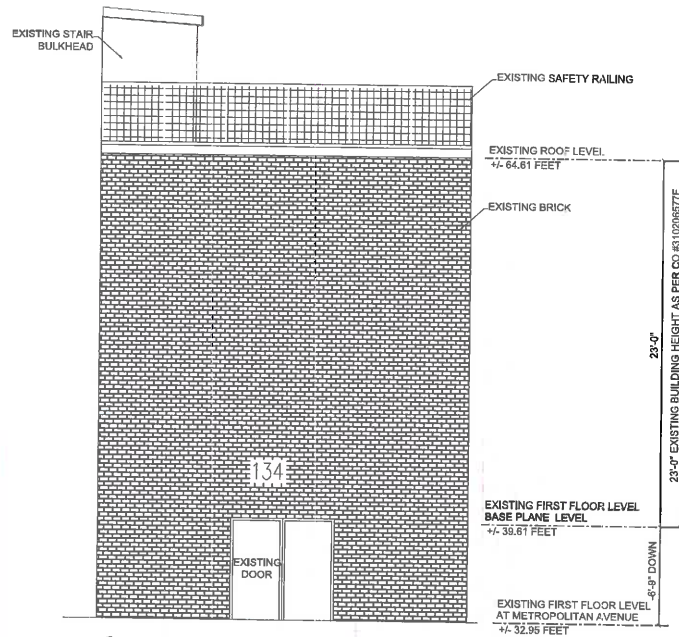 EXISTING STAIR
BULKHEAD
EXISTING SAFETY RAILING
EXISTING ROOF LEVEL
+/- 64.61 FEET
EXISTING BRICK
23'-0"
23'-0" EXISTING BUILDING HEIGHT AS PER CO #310206577F
134
EXISTING FIRST FLOOR LEVEL
BASE PLANE LEVEL
+/- 39.61 FEET
EXISTING
DOOR
-6'-9" DOWN
EXISTING FIRST FLOOR LEVEL
AT METROPOLITAN AVENUE
+/- 32.95 FEET